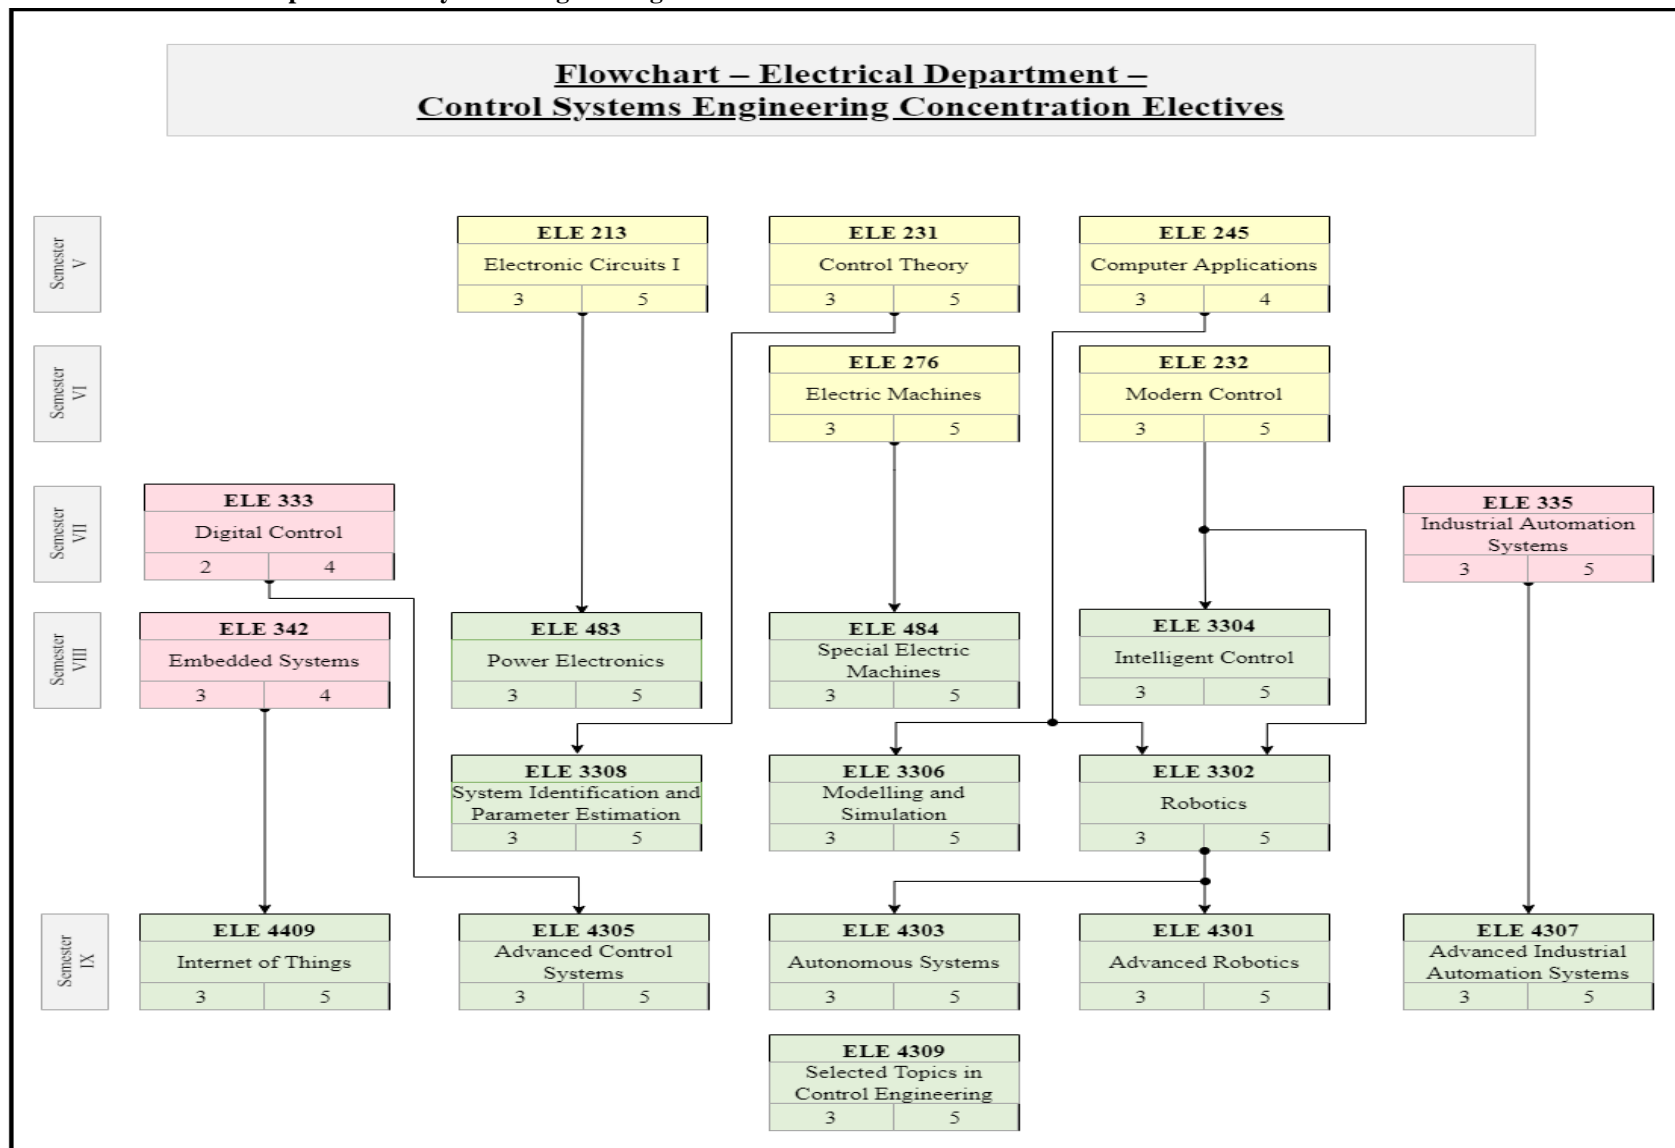 Flowchart – Electrical Department –
Control Systems Engineering Concentration Electives
Semester
V
ELE 213
Electronic Circuits I
3 5
ELE 231
Control Theory
3 5
ELE 245
Computer Applications
3 4
Semester
VI
ELE 276
Electric Machines
3 5
ELE 232
Modern Control
3 5
Semester
VII
ELE 333
Digital Control
2 4
ELE 335
Industrial Automation
Systems
3 5
Semester
VIII
ELE 342
Embedded Systems
3 4
ELE 483
Power Electronics
3 5
ELE 484
Special Electric
Machines
3 5
ELE 3304
Intelligent Control
3 5
ELE 3308
System Identification and
Parameter Estimation
3 5
ELE 3306
Modelling and
Simulation
3 5
ELE 3302
Robotics
3 5
Semester
IX
ELE 4409
Internet of Things
3 5
ELE 4305
Advanced Control
Systems
3 5
ELE 4303
Autonomous Systems
3 5
ELE 4301
Advanced Robotics
3 5
ELE 4307
Advanced Industrial
Automation Systems
3 5
ELE 4309
Selected Topics in
Control Engineering
3 5